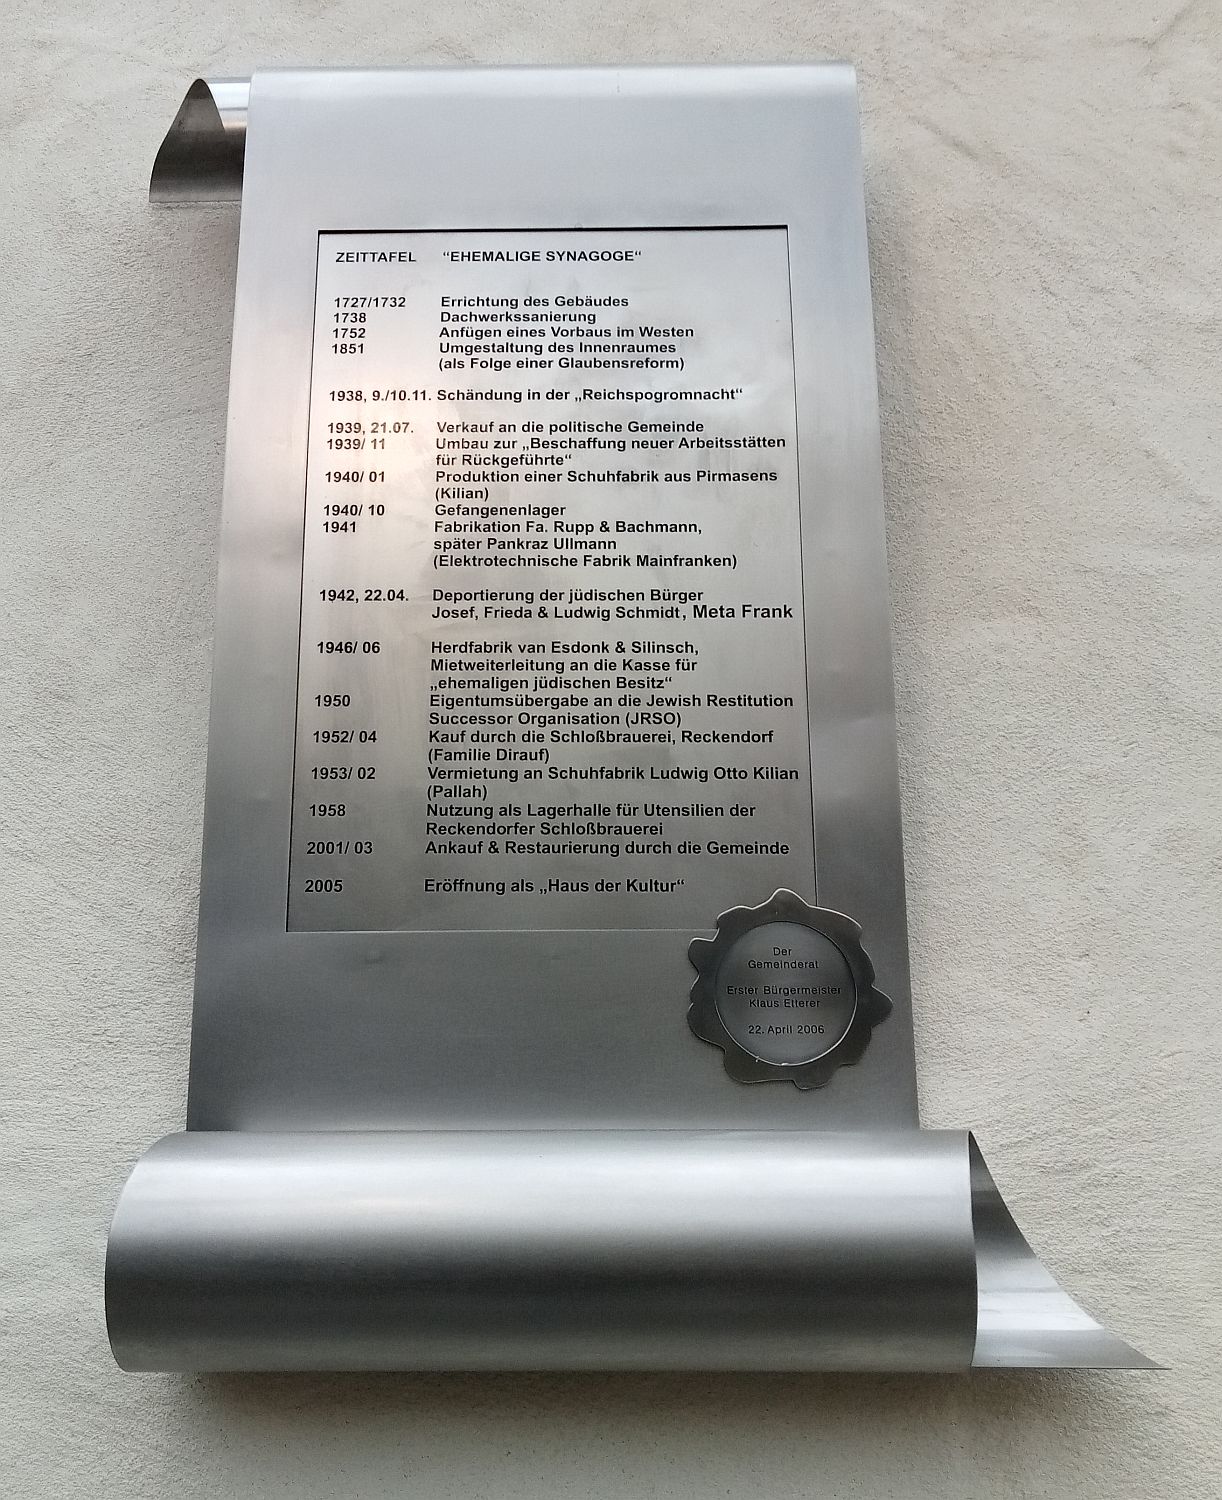 ZEITTAFEL “EHEMALIGE SYNAGOGE“
1727/1732 Errichtung des Gebäudes
1738 Dachwerkssanierung
1752 Anfügen eines Vorbaus im Westen
1851 Umgestaltung des Innenraumes
(als Folge einer Glaubensreform)
1938, 9./10.11. Schändung in der „Reichspogromnacht“
1939, 21.07. Verkauf an die politische Gemeinde
1939/ 11 Umbau zur „Beschaffung neuer Arbeitsstätten
für Rückgeführte“
1940/ 01 Produktion einer Schuhfabrik aus Pirmasens
(Kilian)
1940/ 10 Gefangenenlager
1941 Fabrikation Fa. Rupp & Bachmann,
später Pankraz Ullmann
(Elektrotechnische Fabrik Mainfranken)
1942, 22.04. Deportierung der jüdischen Bürger
Josef, Frieda & Ludwig Schmidt, Meta Frank
1946/ 06 Herdfabrik van Esdonk & Silinsch,
Mietweiterleitung an die Kasse für
„ehemaligen jüdischen Besitz“
1950 Eigentumsübergabe an die Jewish Restitution
Successor Organisation (JRSO)
1952/ 04 Kauf durch die Schloßbrauerei, Reckendorf
(Familie Dirauf)
1953/ 02 Vermietung an Schuhfabrik Ludwig Otto Kilian
(Pallah)
1958 Nutzung als Lagerhalle für Utensilien der
Reckendorfer Schloßbrauerei
2001/ 03 Ankauf & Restaurierung durch die Gemeinde
2005 Eröffnung als „Haus der Kultur“
Der
Gemeinderat
Erster Bürgermeister
Klaus Etterer
22. April 2006